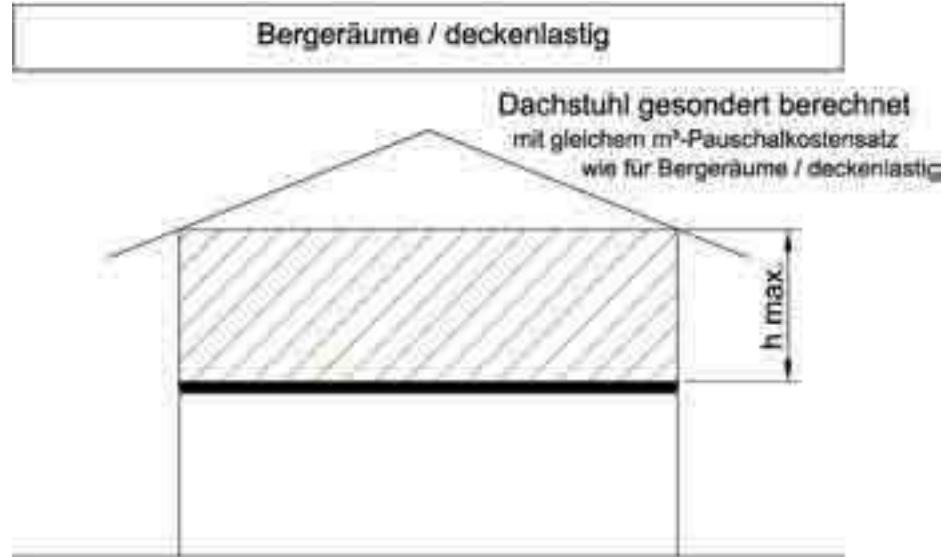 Bergeräume / deckenlastig
Dachstuhl gesondert berechnet
mit gleichem m³-Pauschalkostensatz
wie für Bergeräume / deckenlastig
h max.